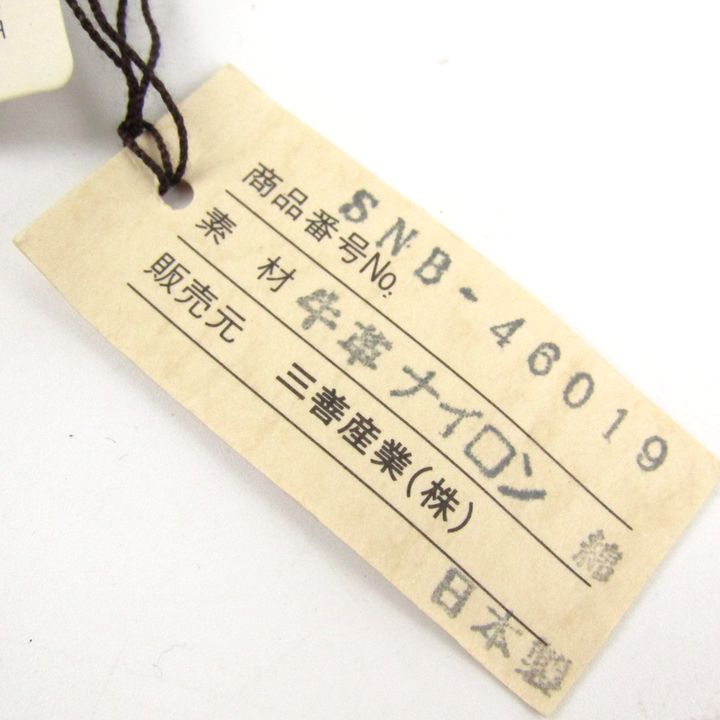 商品番号No. SNB-46019
素材 牛革ナイロン 綿
販売元 三善産業(株)
日本製